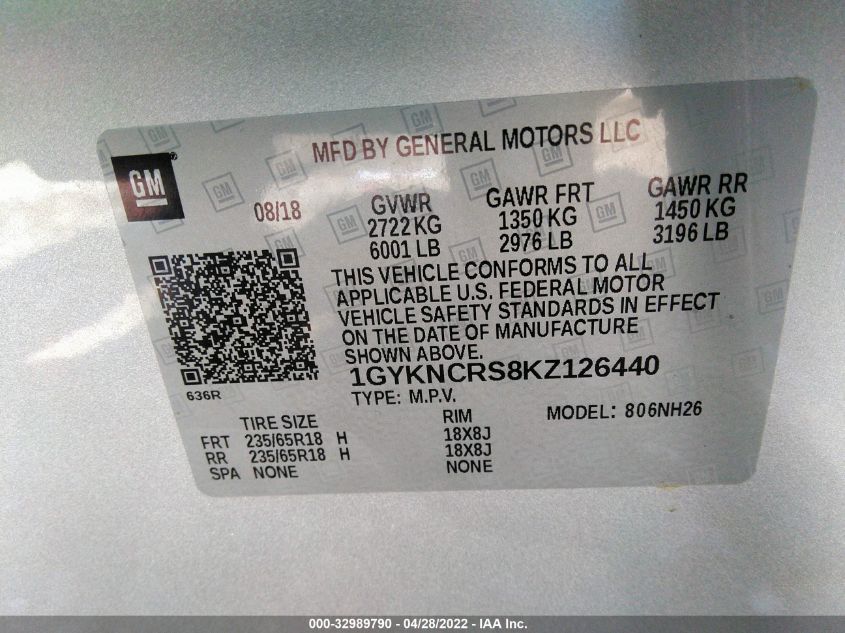 MFD BY GENERAL MOTORS LLC
GM
08/18
GVWR GAWR FRT GAWR RR
2722 KG 1350 KG 1450 KG
6001 LB 2976 LB 3196 LB
THIS VEHICLE CONFORMS TO ALL
APPLICABLE U.S. FEDERAL MOTOR
VEHICLE SAFETY STANDARDS IN EFFECT
ON THE DATE OF MANUFACTURE
SHOWN ABOVE.
636R
1GYKNCRS8KZ126440
TYPE: M.P.V. MODEL: 806NH26
TIRE SIZE RIM
FRT 235/65R18 H 18X8J
RR 235/65R18 H 18X8J
SPA NONE NONE
000-32989790 - 04/28/2022 - IAA Inc.